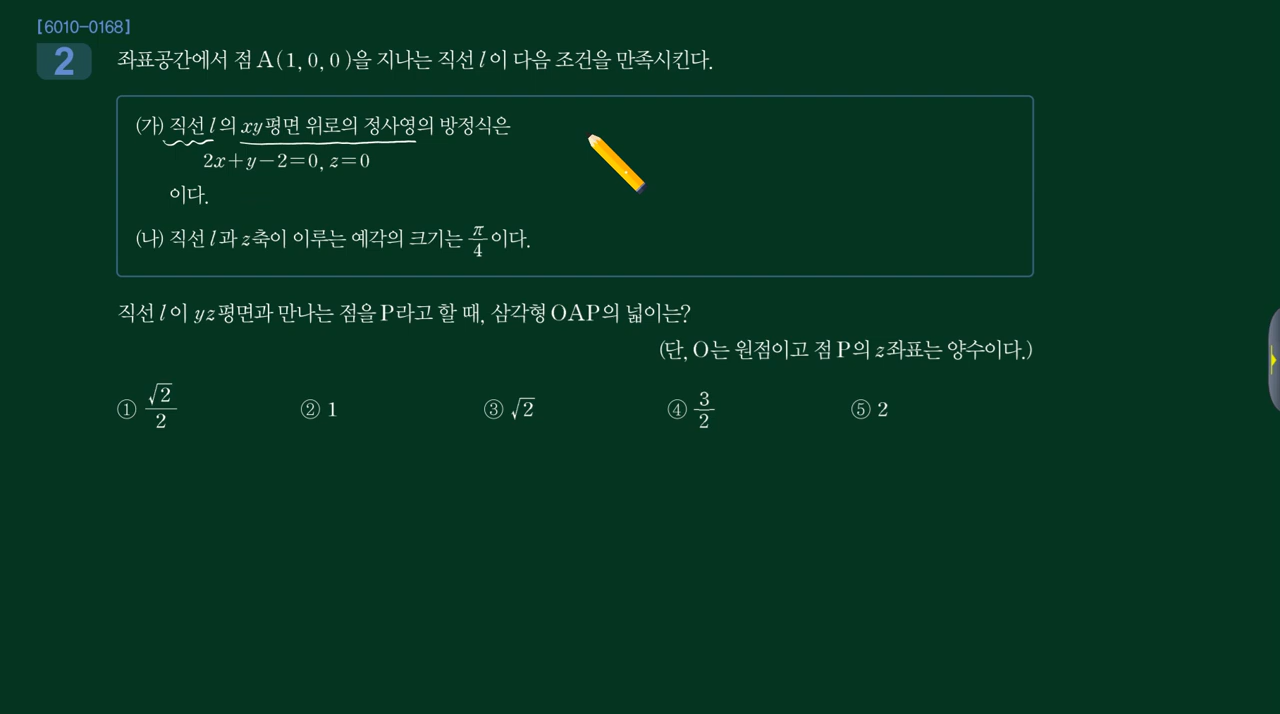 [6010-0168]
2 좌표공간에서 점 A(1, 0, 0)을 지나는 직선 l이 다음 조건을 만족시킨다.
(가) 직선 l의 xy평면 위로의 정사영의 방정식은
2x+y-2=0, z=0
이다.
(나) 직선 l과 z축이 이루는 예각의 크기는 π/4이다.
직선 l이 yz평면과 만나는 점을 P라고 할 때, 삼각형 OAP의 넓이는?
(단, O는 원점이고 점 P의 z좌표는 양수이다.)
① √2/2 ② 1 ③ √2 ④ 3/2 ⑤ 2